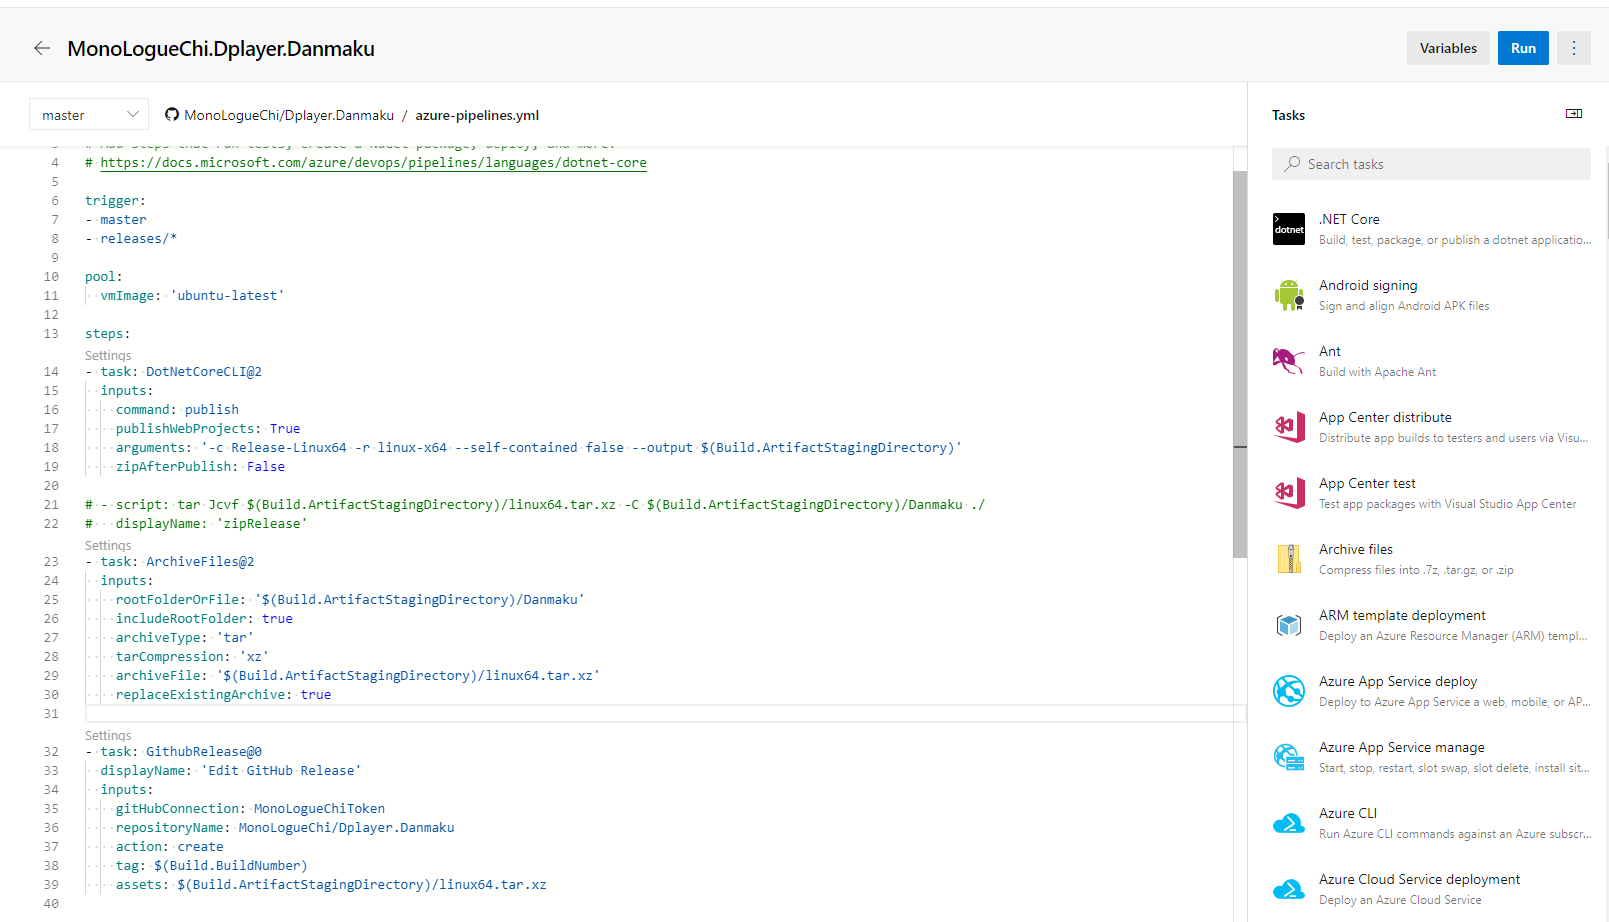 MonoLogueChi.Dplayer.Danmaku
Variables
Run
master
MonoLogueChi/Dplayer.Danmaku / azure-pipelines.yml
4 # https://docs.microsoft.com/azure/devops/pipelines/languages/dotnet-core
5
6 trigger:
7 - master
8 - releases/*
9
10 pool:
11 vmImage: 'ubuntu-latest'
12
13 steps:
Settings
14 - task: DotNetCoreCLI@2
15 inputs:
16 command: publish
17 publishWebProjects: True
18 arguments: '-c Release-Linux64 -r linux-x64 --self-contained false --output $(Build.ArtifactStagingDirectory)'
19 zipAfterPublish: False
20
21 # - script: tar Jcvf $(Build.ArtifactStagingDirectory)/linux64.tar.xz -C $(Build.ArtifactStagingDirectory)/Danmaku ./
22 # displayName: 'zipRelease'
Settings
23 - task: ArchiveFiles@2
24 inputs:
25 rootFolderOrFile: '$(Build.ArtifactStagingDirectory)/Danmaku'
26 includeRootFolder: true
27 archiveType: 'tar'
28 tarCompression: 'xz'
29 archiveFile: '$(Build.ArtifactStagingDirectory)/linux64.tar.xz'
30 replaceExistingArchive: true
31
Settings
32 - task: GithubRelease@0
33 displayName: 'Edit GitHub Release'
34 inputs:
35 gitHubConnection: MonoLogueChiToken
36 repositoryName: MonoLogueChi/Dplayer.Danmaku
37 action: create
38 tag: $(Build.BuildNumber)
39 assets: $(Build.ArtifactStagingDirectory)/linux64.tar.xz
40
Tasks
Search tasks
dotnet
.NET Core
Build, test, package, or publish a dotnet applicatio...
Android signing
Sign and align Android APK files
Ant
Build with Apache Ant
App Center distribute
Distribute app builds to testers and users via Visu...
App Center test
Test app packages with Visual Studio App Center
Archive files
Compress files into .7z, .tar.gz, or .zip
ARM template deployment
Deploy an Azure Resource Manager (ARM) templ...
Azure App Service deploy
Deploy to Azure App Service a web, mobile, or AP...
Azure App Service manage
Start, stop, restart, slot swap, slot delete, install sit...
Azure CLI
Run Azure CLI commands against an Azure subscr...
Azure Cloud Service deployment
Deploy an Azure Cloud Service